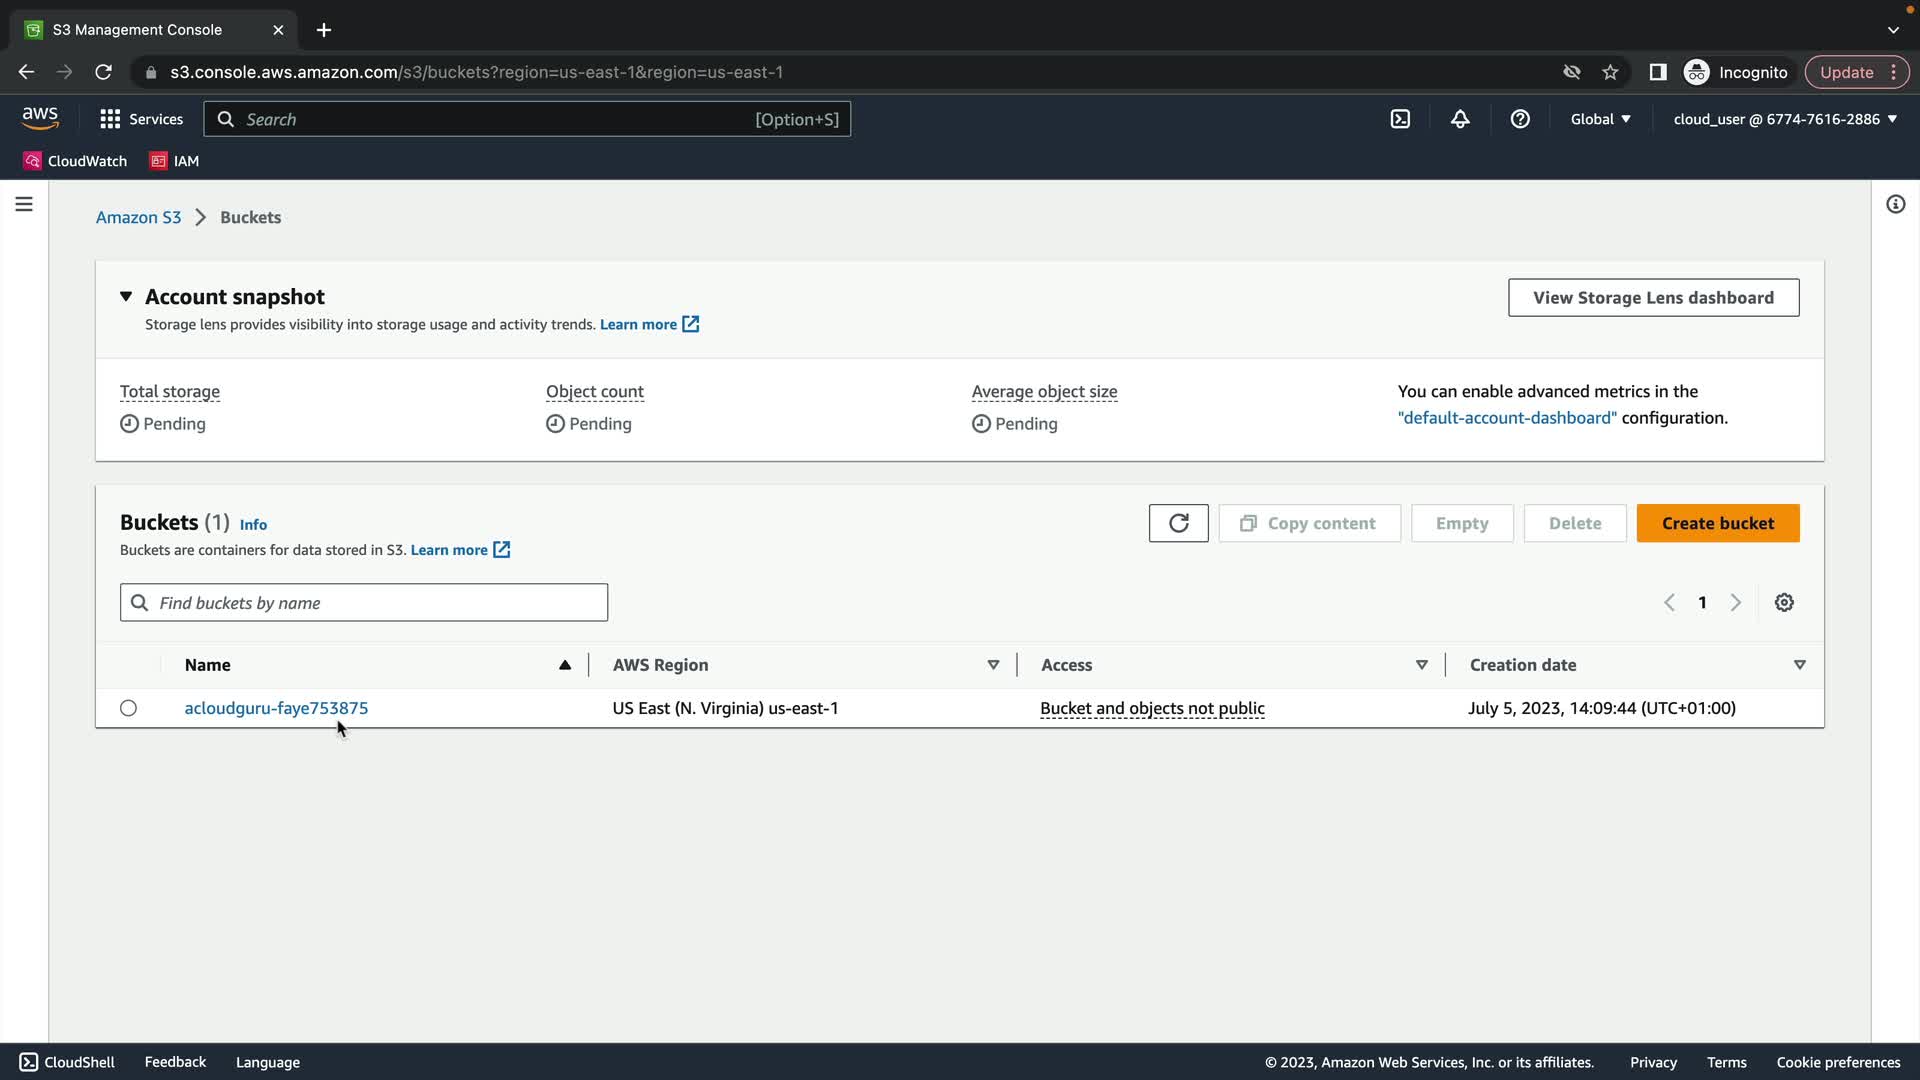 S3 Management Console
s3.console.aws.amazon.com/s3/buckets?region=us-east-1&region=us-east-1
Incognito
Update
aws
Services
Search
[Option+S]
Global
cloud_user @ 6774-7616-2886
CloudWatch
IAM
Amazon S3
Buckets
Account snapshot
View Storage Lens dashboard
Storage lens provides visibility into storage usage and activity trends. Learn more
Total storage
Object count
Average object size
You can enable advanced metrics in the
Pending
Pending
Pending
"default-account-dashboard" configuration.
Buckets (1) Info
Copy content
Empty
Delete
Create bucket
Buckets are containers for data stored in S3. Learn more
Find buckets by name
1
Name
AWS Region
Access
Creation date
acloudguru-faye753875
US East (N. Virginia) us-east-1
Bucket and objects not public
July 5, 2023, 14:09:44 (UTC+01:00)
CloudShell
Feedback
Language
© 2023, Amazon Web Services, Inc. or its affiliates.
Privacy
Terms
Cookie preferences